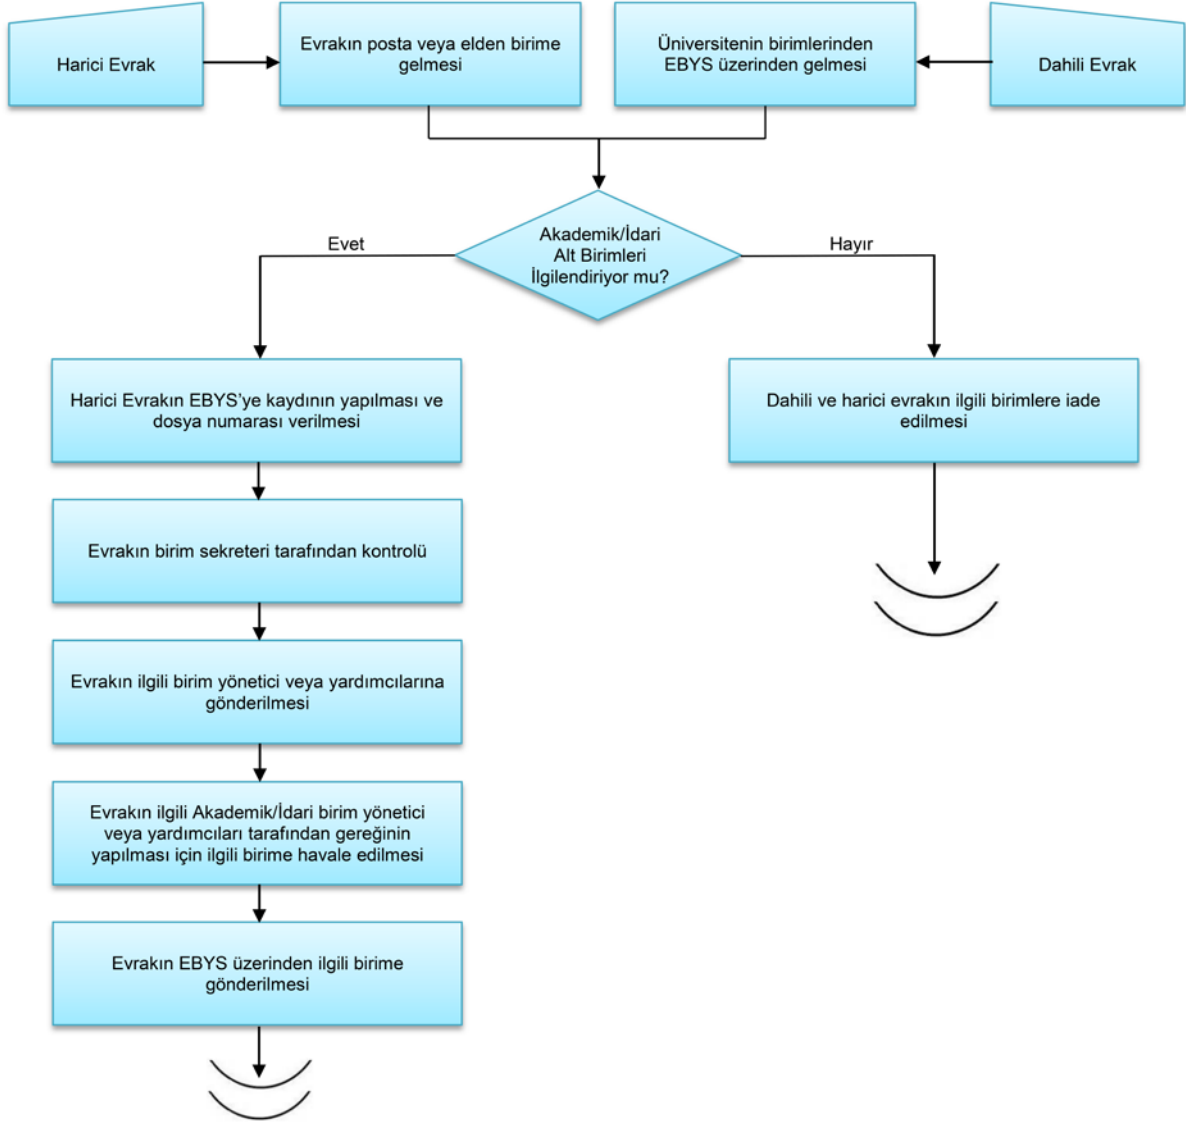 Harici Evrak
Evrakın posta veya elden birime
gelmesi
Üniversitenin birimlerinden
EBYS üzerinden gelmesi
Dahili Evrak
Akademik/İdari
Alt Birimleri
İlgilendiriyor mu?
Evet
Hayır
Harici Evrakın EBYS’ye kaydının yapılması ve
dosya numarası verilmesi
Dahili ve harici evrakın ilgili birimlere iade
edilmesi
Evrakın birim sekreteri tarafından kontrolü
Evrakın ilgili birim yönetici veya yardımcılarına
gönderilmesi
Evrakın ilgili Akademik/İdari birim yönetici
veya yardımcıları tarafından gereğinin
yapılması için ilgili birime havale edilmesi
Evrakın EBYS üzerinden ilgili birime
gönderilmesi